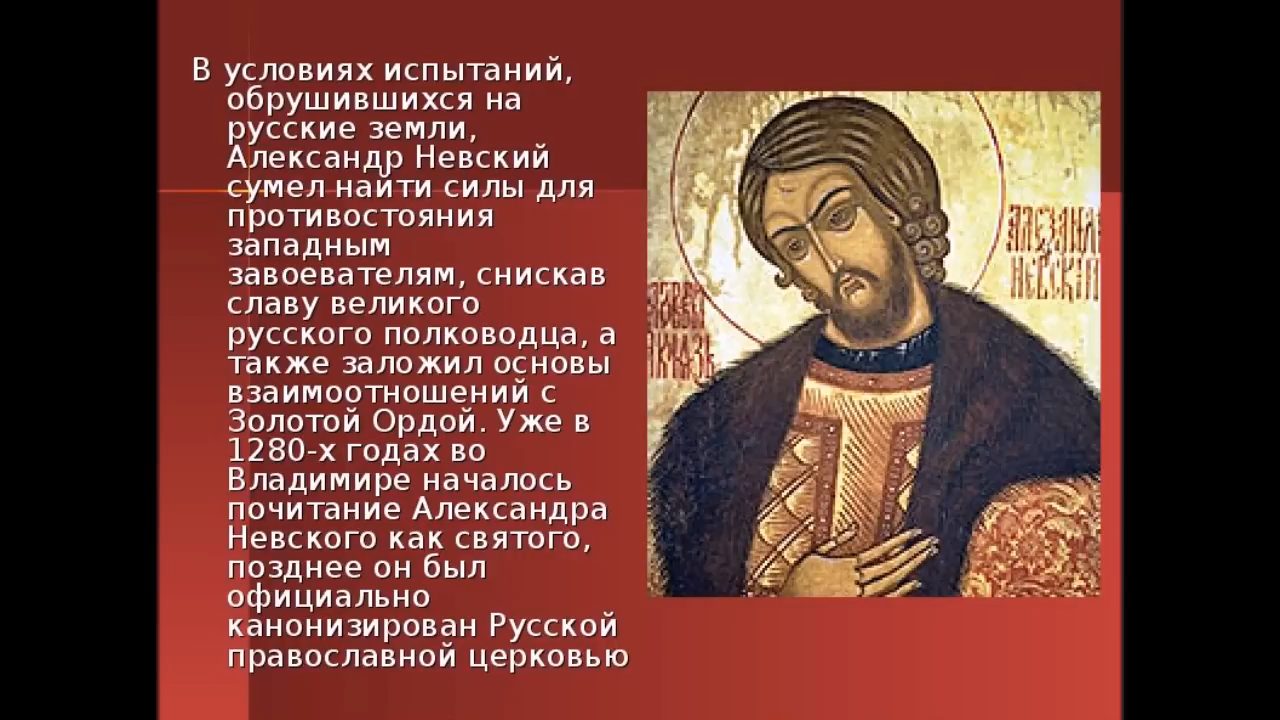 В условиях испытаний,
обрушившихся на
русские земли,
Александр Невский
сумел найти силы для
противостояния
западным
завоевателям, снискав
славу великого
русского полководца, а
также заложил основы
взаимоотношений с
Золотой Ордой. Уже в
1280-х годах во
Владимире началось
почитание Александра
Невского как святого,
позднее он был
официально
канонизирован Русской
православной церковью
НЕВСКIИ